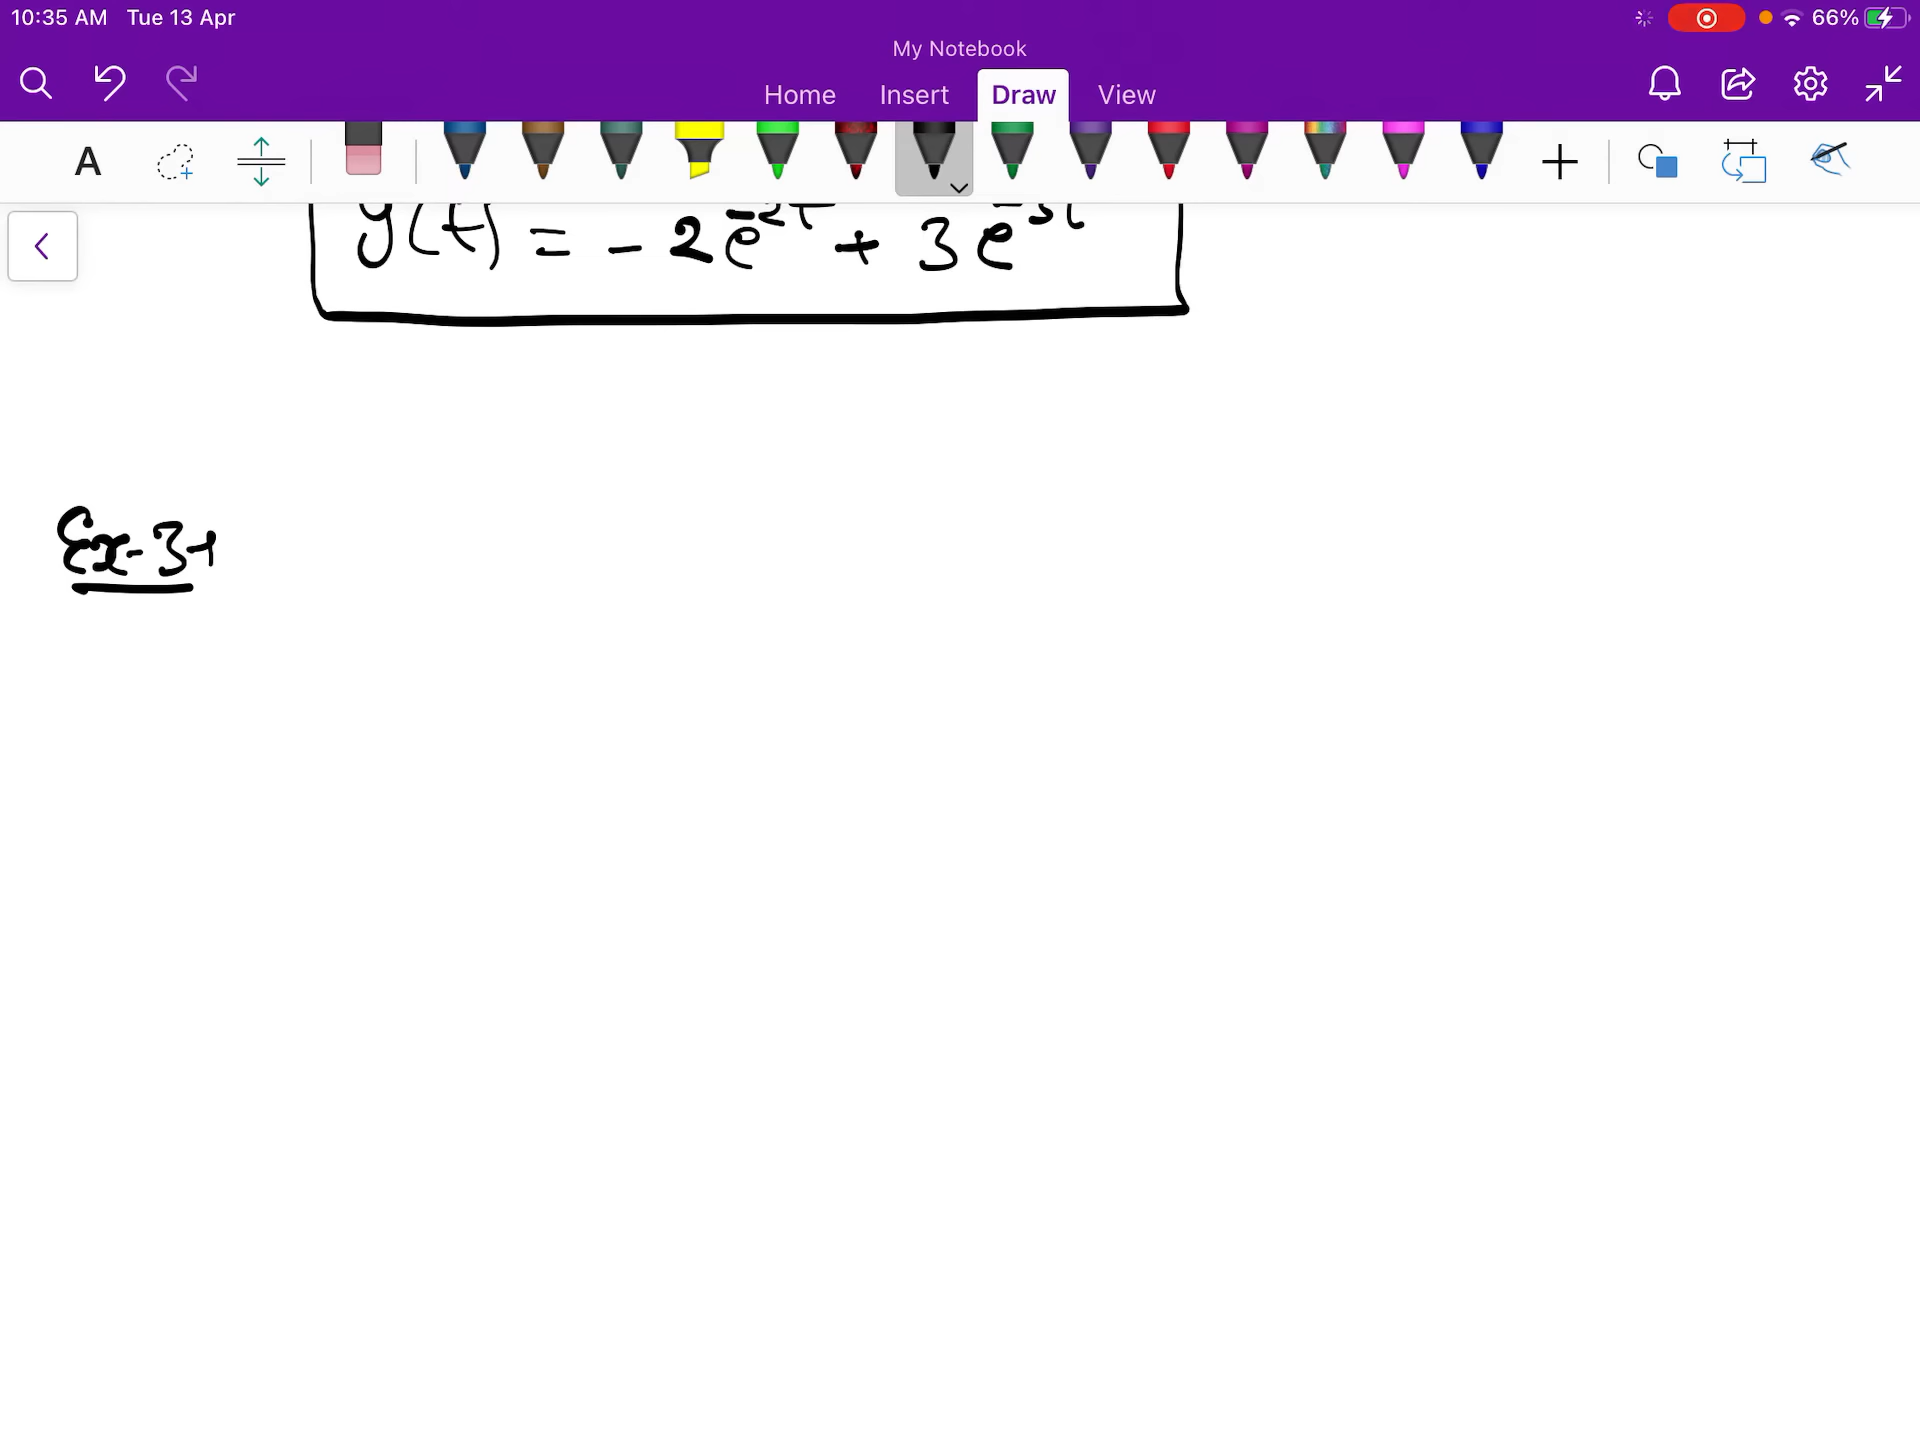 10:35 AM Tue 13 Apr 66%
My Notebook
Home Insert Draw View
A
y(t) = - 2e^-2t + 3e^-3t
Ex-3-1